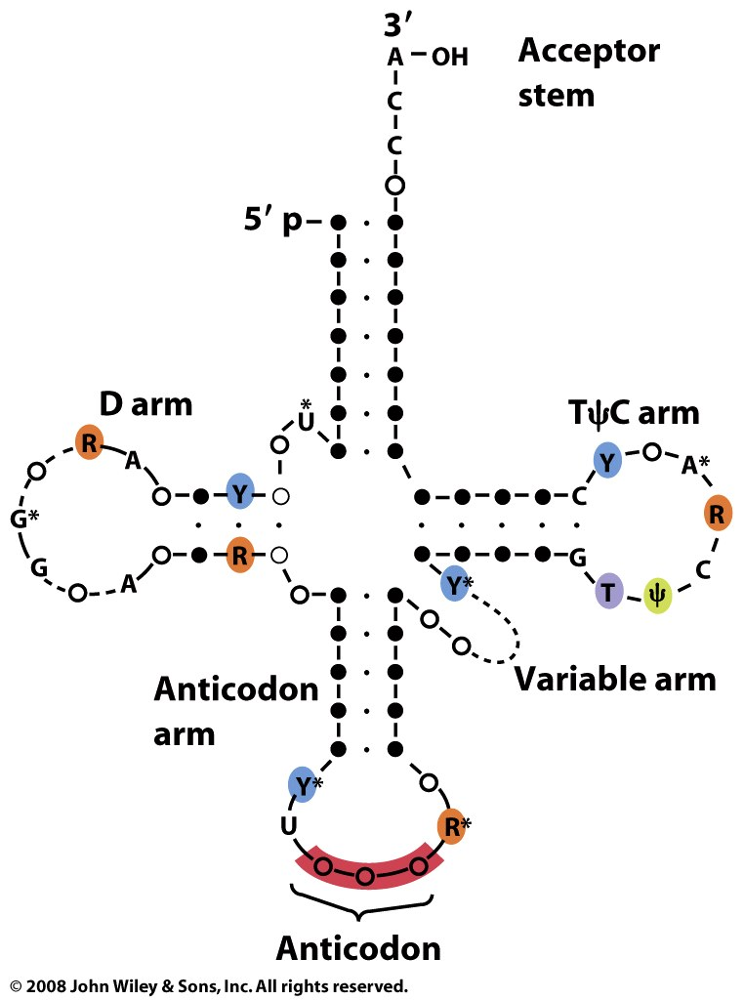 3′
A – OH
Acceptor
stem
C
C
5′ p–
D arm
*
U
TψC arm
R
A
Y
A*
Y
C
R
G*
R
G
C
G
A
Y*
T
ψ
Variable arm
Anticodon
arm
Y*
U
R*
Anticodon
© 2008 John Wiley & Sons, Inc. All rights reserved.